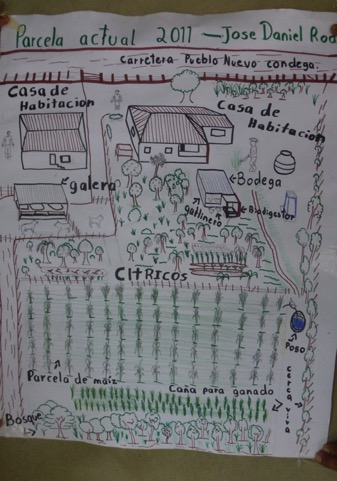 Parcela actual 2011 — Jose Daniel Rod
Carretera Pueblo Nuevo condega.
Casa de
Habitacion
Casa de
Habitacion
galera
Bodega
gallinero
Biodigestor
CITRICOS
Poso
Parcela de maiz
Caña para ganado
cerca viva
Bosque